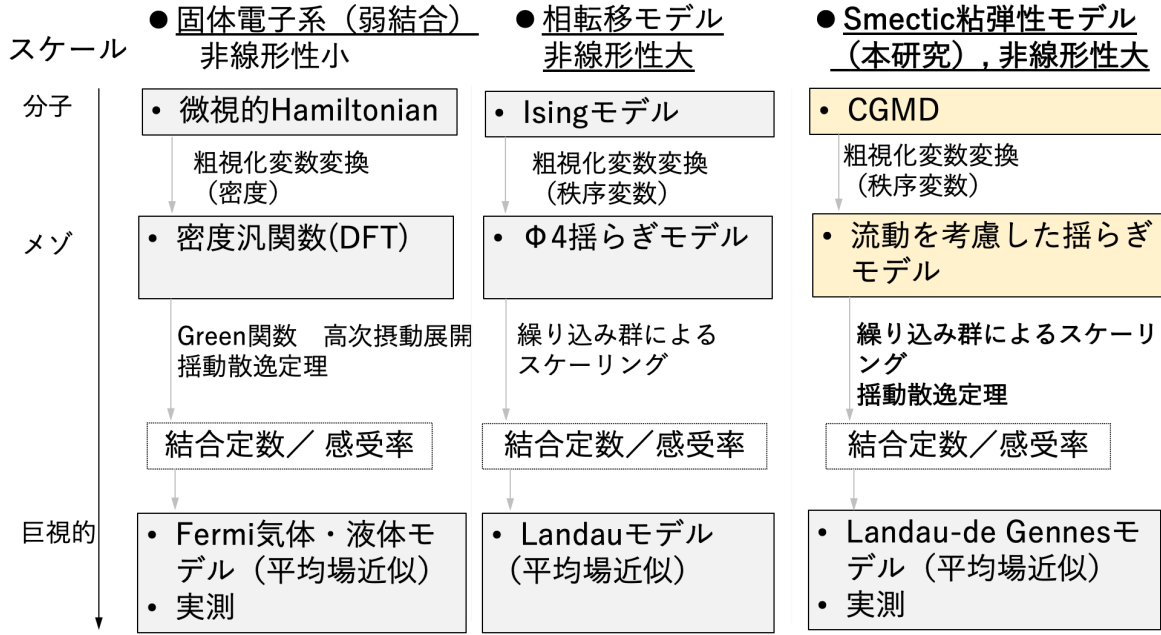 スケール
分子
メゾ
巨視的
● 固体電子系（弱結合）
非線形性小
• 微視的Hamiltonian
粗視化変数変換
（密度）
• 密度汎関数(DFT)
Green関数　高次摂動展開
揺動散逸定理
結合定数／ 感受率
• Fermi気体・液体モ
デル（平均場近似）
• 実測
● 相転移モデル
非線形性大
• Isingモデル
粗視化変数変換
（秩序変数）
• Φ4揺らぎモデル
繰り込み群による
スケーリング
結合定数／感受率
• Landauモデル
（平均場近似）
● Smectic粘弾性モデル
（本研究）, 非線形性大
• CGMD
粗視化変数変換
（秩序変数）
• 流動を考慮した揺らぎ
モデル
繰り込み群によるスケーリ
ング
揺動散逸定理
結合定数／感受率
• Landau-de Gennesモ
デル（平均場近似）
• 実測